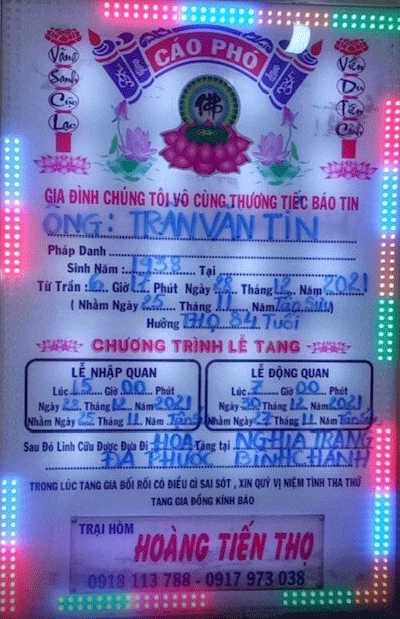 CÁO PHÓ
Vãng
Sanh
Cực
Lạc
Viên
Du
Tiên
Cảnh
佛
GIA ĐÌNH CHÚNG TÔI VÔ CÙNG THƯƠNG TIẾC BÁO TIN
ÔNG: TRẦN VĂN TÍN
Pháp Danh
Sinh Năm: 1938 Tại
Từ Trần 6 Giờ 12 Phút Ngày 28 Tháng 12 Năm 2021
( Nhằm Ngày 25 Tháng 11 Năm Tân Sửu )
Hưởng THỌ 84 Tuổi
CHƯƠNG TRÌNH LỄ TANG
LỄ NHẬP QUAN
Lúc 15 Giờ 00 Phút
Ngày 28 Tháng 12 Năm 2021
Nhằm Ngày 25 Tháng 11 Năm Tân Sửu
LỄ ĐỘNG QUAN
Lúc 7 Giờ 00 Phút
Ngày 30 Tháng 12 Năm 2021
Nhằm Ngày 27 Tháng 11 Năm Tân Sửu
Sau Đó Linh Cữu Được Đưa Đi HỎA Táng tại NGHĨA TRANG
ĐA PHƯỚC BÌNH CHÁNH
TRONG LÚC TANG GIA BỐI RỐI CÓ ĐIỀU GÌ SAI SÓT , XIN QUÝ VỊ NIỆM TÌNH THA THỨ
TANG GIA ĐỒNG KÍNH BÁO
TRẠI HÒM
HOÀNG TIẾN THỌ
0918 113 788 - 0917 973 038